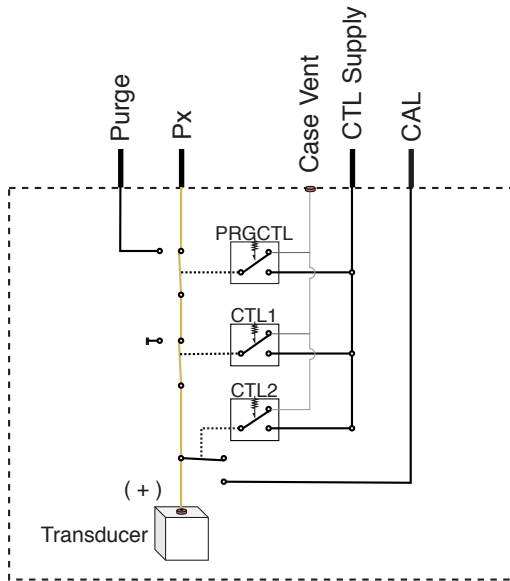 Purge
Px
Case Vent
CTL Supply
CAL
PRGCTL
CTL1
CTL2
( + )
Transducer